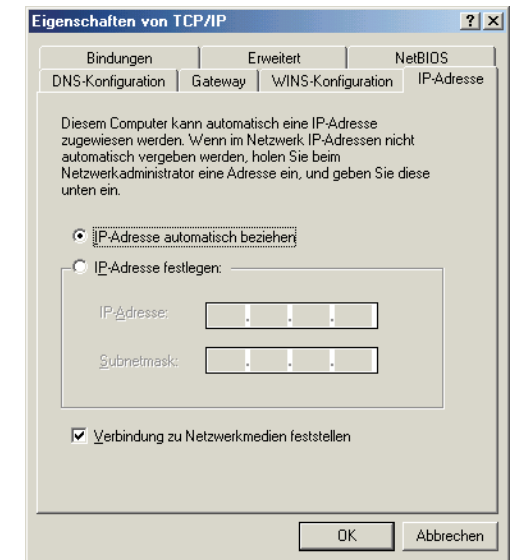 Eigenschaften von TCP/IP
Bindungen Erweitert NetBIOS
DNS-Konfiguration Gateway WINS-Konfiguration IP-Adresse
Diesem Computer kann automatisch eine IP-Adresse
zugewiesen werden. Wenn im Netzwerk IP-Adressen nicht
automatisch vergeben werden, holen Sie beim
Netzwerkadministrator eine Adresse ein, und geben Sie diese
unten ein.
IP-Adresse automatisch beziehen
IP-Adresse festlegen:
IP-Adresse:
Subnetmask:
Verbindung zu Netzwerkmedien feststellen
OK Abbrechen